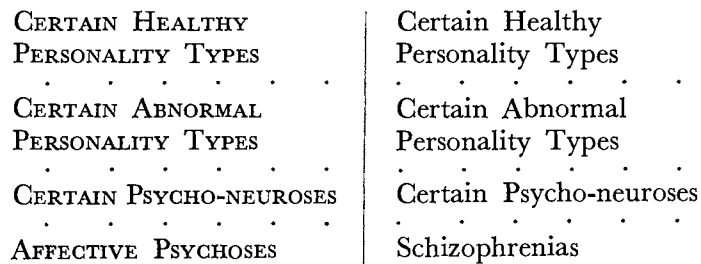 CERTAIN HEALTHY
PERSONALITY TYPES
. . . . . .
CERTAIN ABNORMAL
PERSONALITY TYPES
. . . . . .
CERTAIN PSYCHO-NEUROSES
. . . . . .
AFFECTIVE PSYCHOSES
Certain Healthy
Personality Types
. . . . . .
Certain Abnormal
Personality Types
. . . . . .
Certain Psycho-neuroses
. . . . . .
Schizophrenias